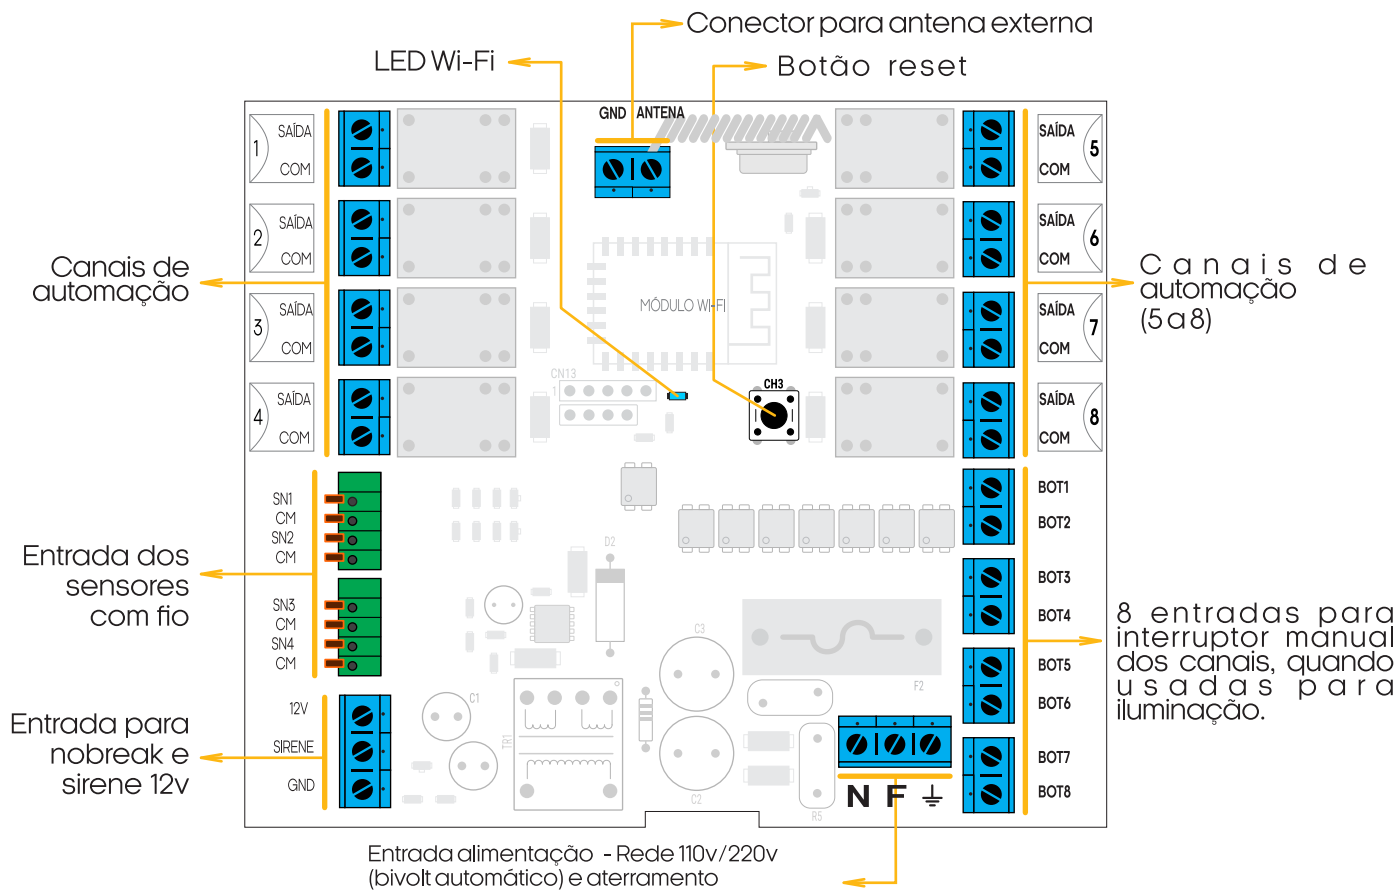 Conector para antena externa
LED Wi-Fi
Botão reset
GND ANTENA
1
SAÍDA
COM
2
SAÍDA
COM
3
SAÍDA
COM
4
SAÍDA
COM
SAÍDA
COM
5
SAÍDA
COM
6
SAÍDA
COM
7
SAÍDA
COM
8
Canais de
automação
Canais de
automação
(5 a 8)
MÓDULO WI-FI
CN13
1
CH3
SN1
CM
SN2
CM
SN3
CM
SN4
CM
Entrada dos
sensores
com fio
D2
C3
F2
C1
TR1
C2
R5
BOT1
BOT2
BOT3
BOT4
BOT5
BOT6
BOT7
BOT8
8 entradas para
interruptor manual
dos canais, quando
usadas para
iluminação.
12V
SIRENE
GND
Entrada para
nobreak e
sirene 12v
N F
Entrada alimentação - Rede 110v/220v
(bivolt automático) e aterramento